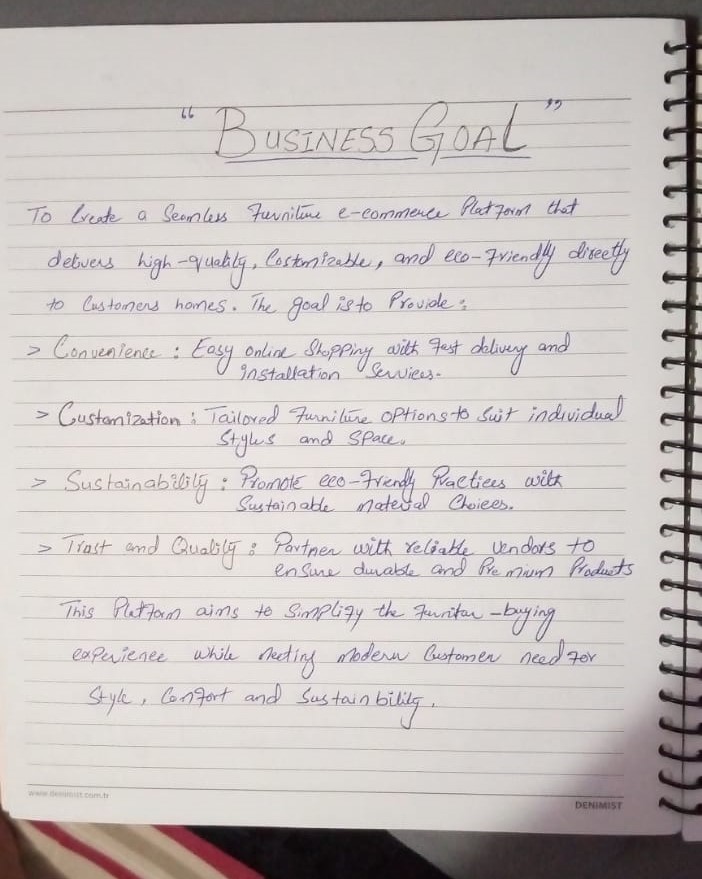 "BUSINESS GOAL"
To Create a Seamless Furniture e-commerce Platform that
delivers high-quality, Costomizable, and eco-friendly directly
to Customers homes. The goal is to Provide:
> Convenience: Easy online Shopping with fast delivery and
installation Services.
> Customization: Tailored Furniture OPtions to Suit individual
Styles and SPace.
> Sustainability: Promote eco-friendly Practices with
Sustainable material Choices.
> Trust and Quality: Partner with reliable vendors to
ensure durable and Premium Products
This Platform aims to Simplify the furnitur-buying
experience while meeting modern Customer need for
Style, Comfort and Sustainbility.
www.denimist.com.tr
DENIMIST